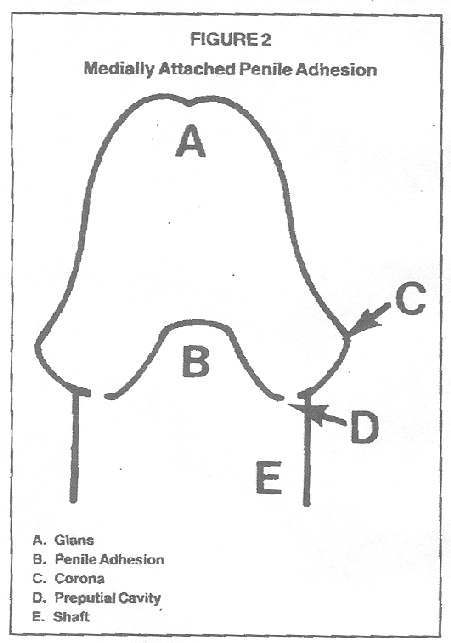 FIGURE 2
Medially Attached Penile Adhesion
A
C
B
D
E
A. Glans
B. Penile Adhesion
C. Corona
D. Preputial Cavity
E. Shaft